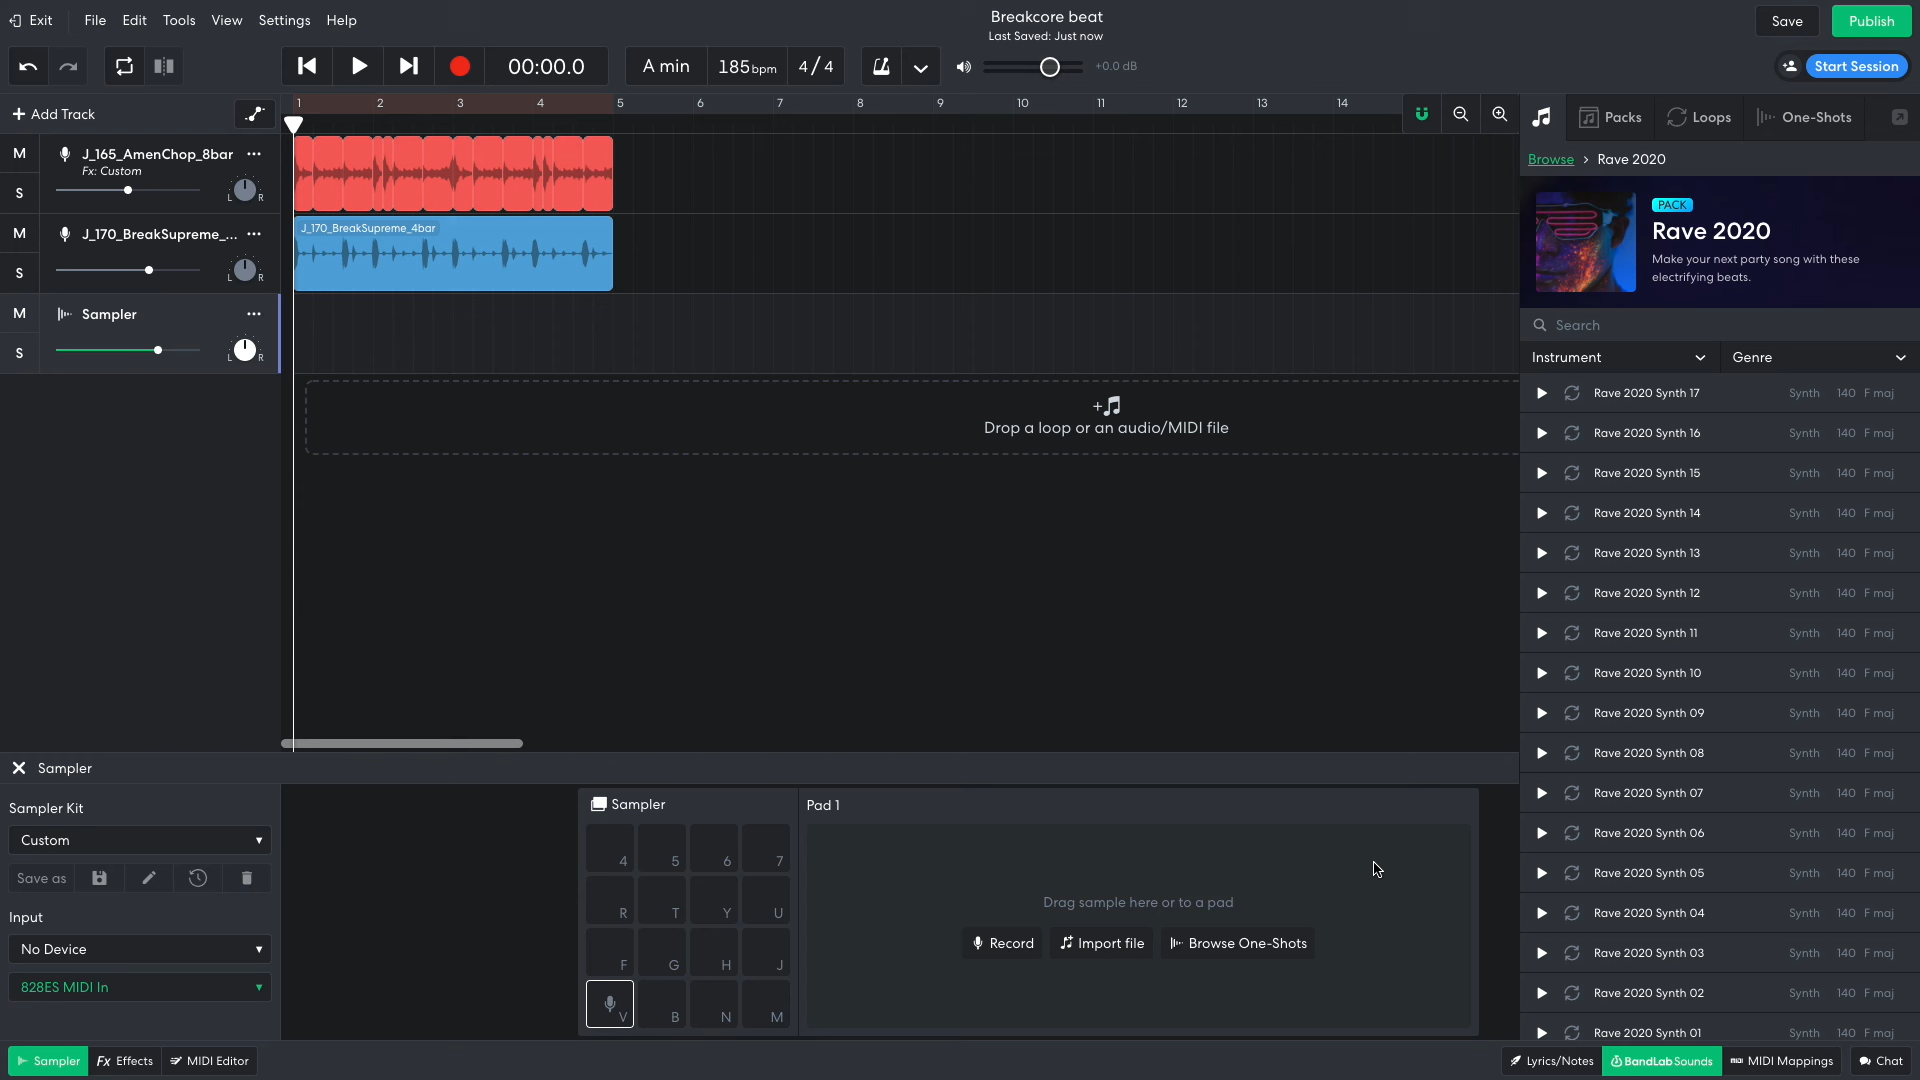 Exit
File
Edit
Tools
View
Settings
Help
Breakcore beat
Last Saved: Just now
Save
Publish
00:00.0
A min
185bpm
4/4
+0.0 dB
Start Session
+ Add Track
1 2 3 4 5 6 7 8 9 10 11 12 13 14
Packs
Loops
One-Shots
M
J_165_AmenChop_8bar
Fx: Custom
S
L R
M
J_170_BreakSupreme_...
S
L R
J_170_BreakSupreme_4bar
M
Sampler
S
L R
Drop a loop or an audio/MIDI file
Browse › Rave 2020
PACK
Rave 2020
Make your next party song with these
electrifying beats.
Search
Instrument
Genre
Rave 2020 Synth 17 Synth 140 F maj
Rave 2020 Synth 16 Synth 140 F maj
Rave 2020 Synth 15 Synth 140 F maj
Rave 2020 Synth 14 Synth 140 F maj
Rave 2020 Synth 13 Synth 140 F maj
Rave 2020 Synth 12 Synth 140 F maj
Rave 2020 Synth 11 Synth 140 F maj
Rave 2020 Synth 10 Synth 140 F maj
Rave 2020 Synth 09 Synth 140 F maj
Rave 2020 Synth 08 Synth 140 F maj
Rave 2020 Synth 07 Synth 140 F maj
Rave 2020 Synth 06 Synth 140 F maj
Rave 2020 Synth 05 Synth 140 F maj
Rave 2020 Synth 04 Synth 140 F maj
Rave 2020 Synth 03 Synth 140 F maj
Rave 2020 Synth 02 Synth 140 F maj
Rave 2020 Synth 01 Synth 140 F maj
Sampler
Sampler Kit
Custom
Save as
Input
No Device
828ES MIDI In
Sampler
4 5 6 7
R T Y U
F G H J
V B N M
Pad 1
Drag sample here or to a pad
Record
Import file
Browse One-Shots
Sampler
Fx Effects
MIDI Editor
Lyrics/Notes
BandLab Sounds
MIDI Mappings
Chat